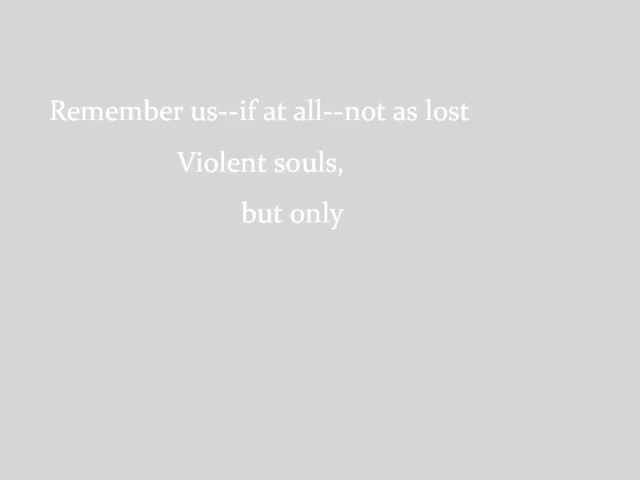 Remember us--if at all--not as lost
Violent souls,
but only